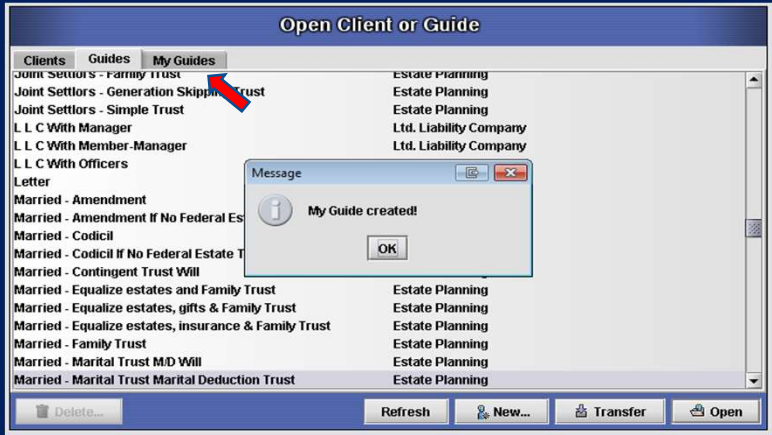 Open Client or Guide
Clients Guides My Guides
Joint Settlors - Family Trust Estate Planning
Joint Settlors - Generation Skipping Trust Estate Planning
Joint Settlors - Simple Trust Estate Planning
L L C With Manager Ltd. Liability Company
L L C With Member-Manager Ltd. Liability Company
L L C With Officers
Letter
Married - Amendment
Married - Amendment If No Federal Es
Married - Codicil
Married - Codicil If No Federal Estate T
Married - Contingent Trust Will
Message
My Guide created!
OK
Married - Equalize estates and Family Trust Estate Planning
Married - Equalize estates, gifts & Family Trust Estate Planning
Married - Equalize estates, insurance & Family Trust Estate Planning
Married - Family Trust Estate Planning
Married - Marital Trust M/D Will Estate Planning
Married - Marital Trust Marital Deduction Trust Estate Planning
Delete... Refresh New... Transfer Open